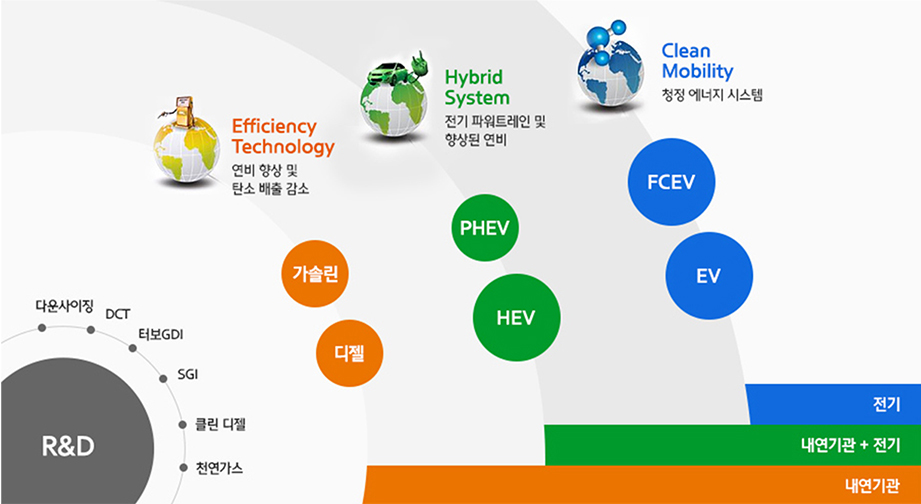 Clean
Mobility
청정 에너지 시스템
Hybrid
System
전기 파워트레인 및
향상된 연비
Efficiency
Technology
연비 향상 및
탄소 배출 감소
FCEV
PHEV
가솔린
EV
HEV
디젤
다운사이징
DCT
터보GDI
SGI
클린 디젤
천연가스
R&D
전기
내연기관 + 전기
내연기관